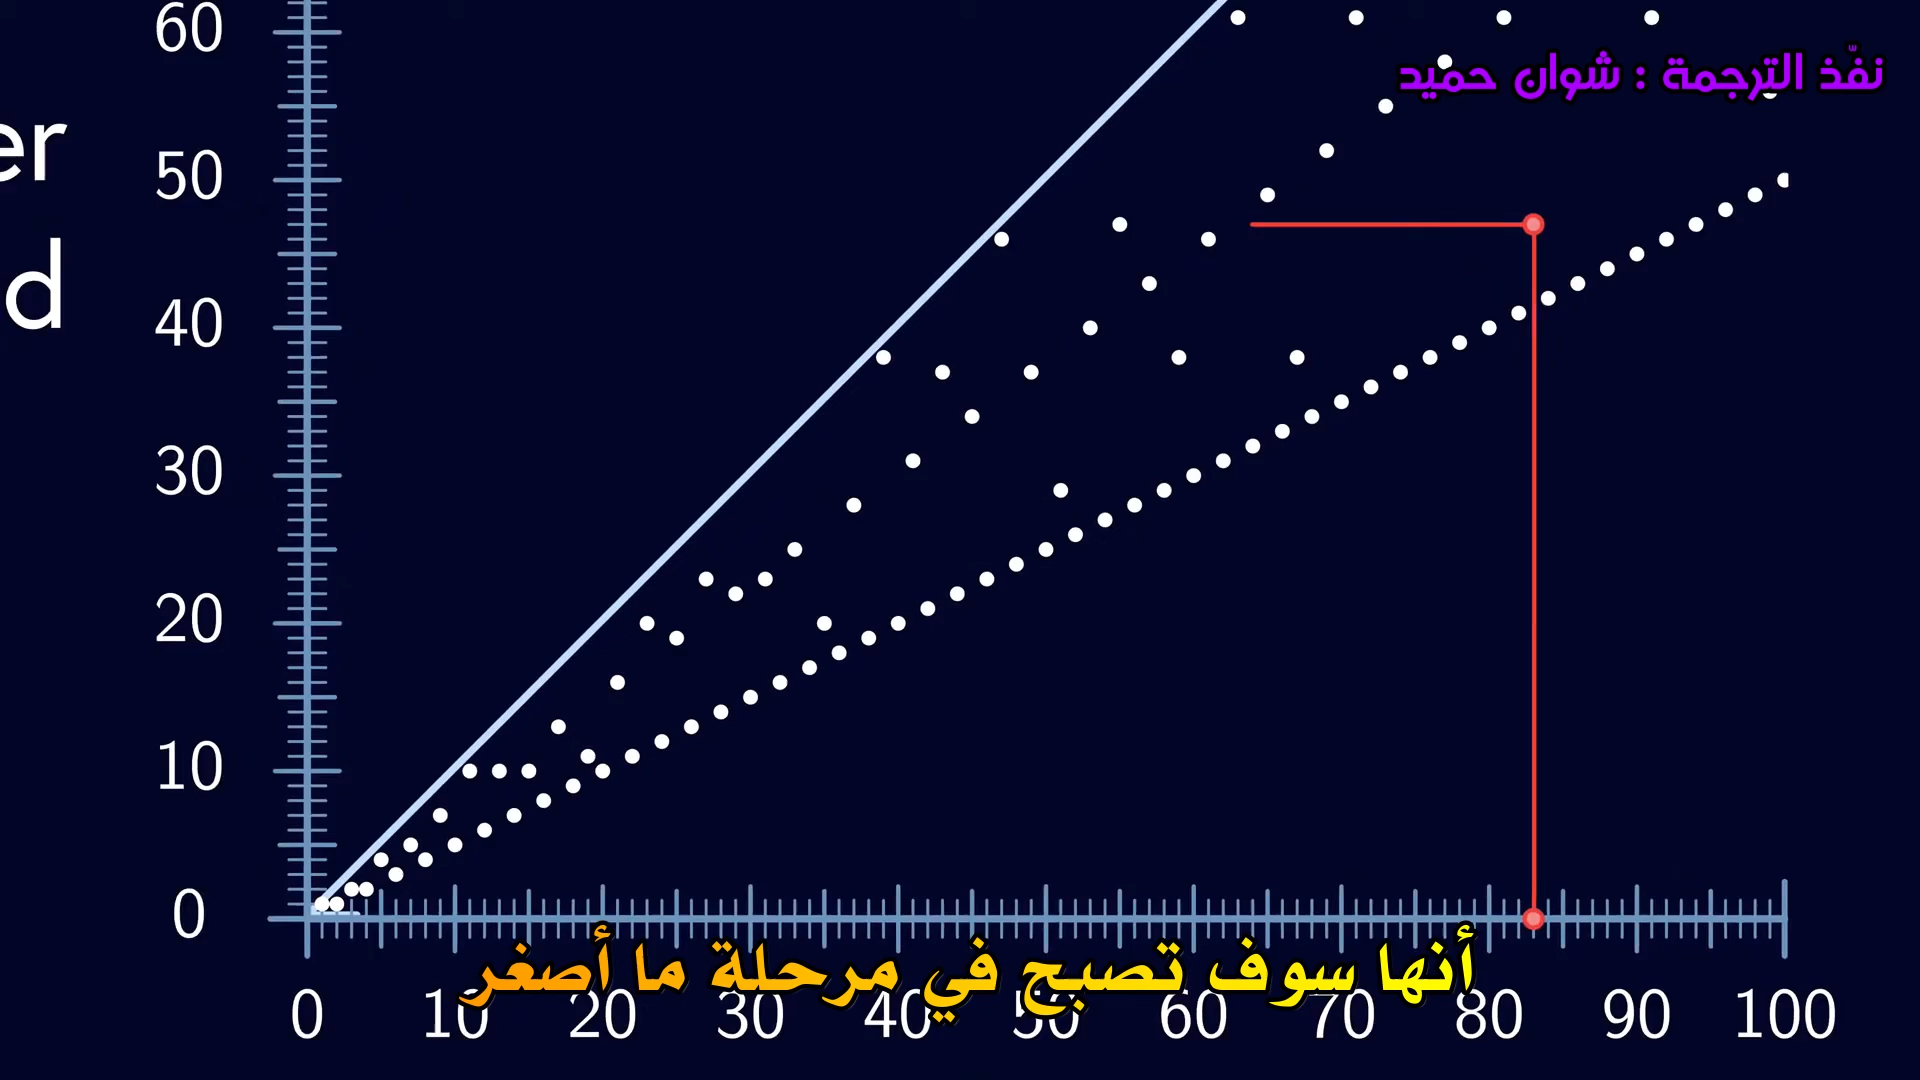 60
نفّذ الترجمة : شوان حميد
er
50
d
40
30
20
10
0
أنها سوف تصبح في مرحلة ما أصغر
0 10 20 30 40 50 60 70 80 90 100